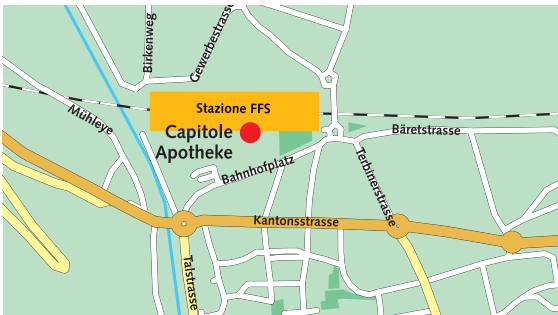 Birkenweg
Gewerbestrasse
Stazione FFS
Mühleye
Capitole
Apotheke
Bäretstrasse
Bahnhofplatz
Terbinerstrasse
Kantonsstrasse
Talstrasse